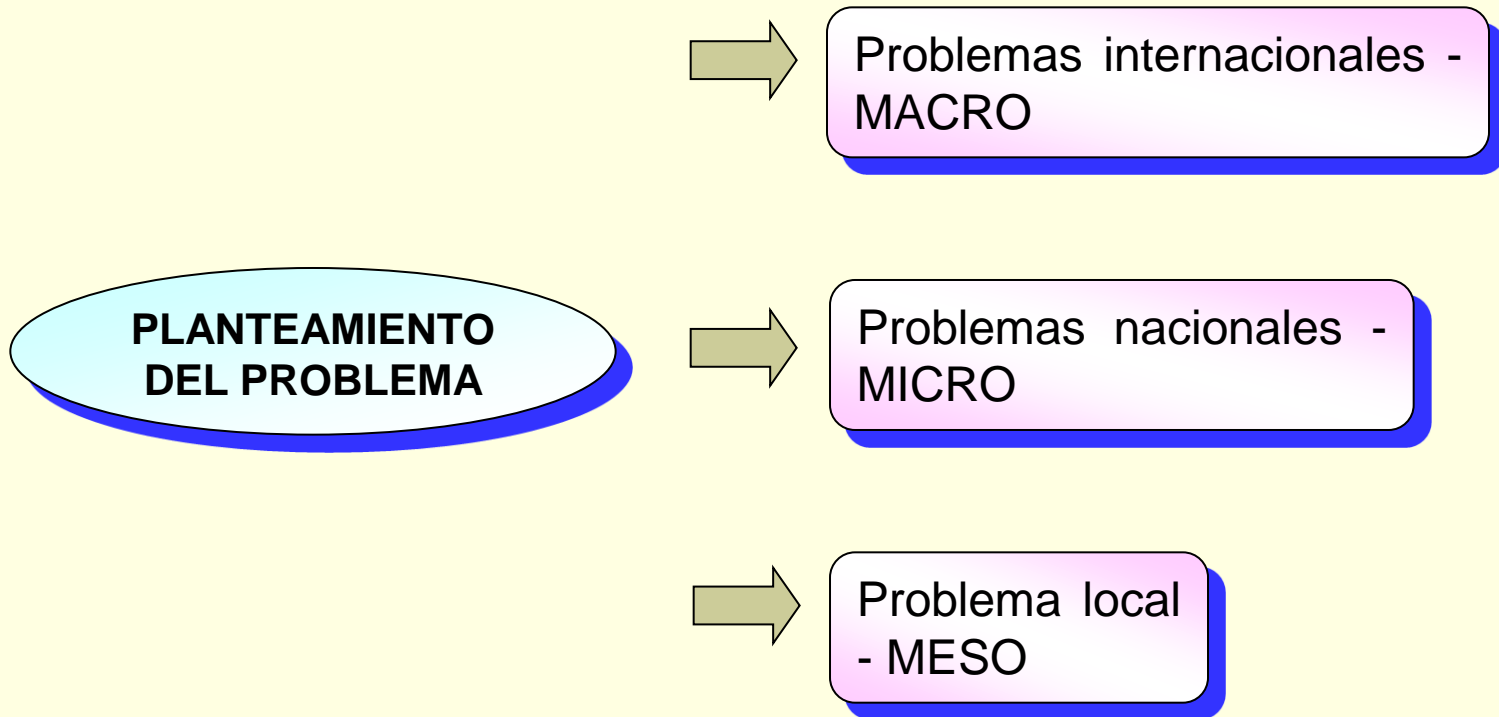 Problemas internacionales -
MACRO
PLANTEAMIENTO
DEL PROBLEMA
Problemas nacionales -
MICRO
Problema local
- MESO